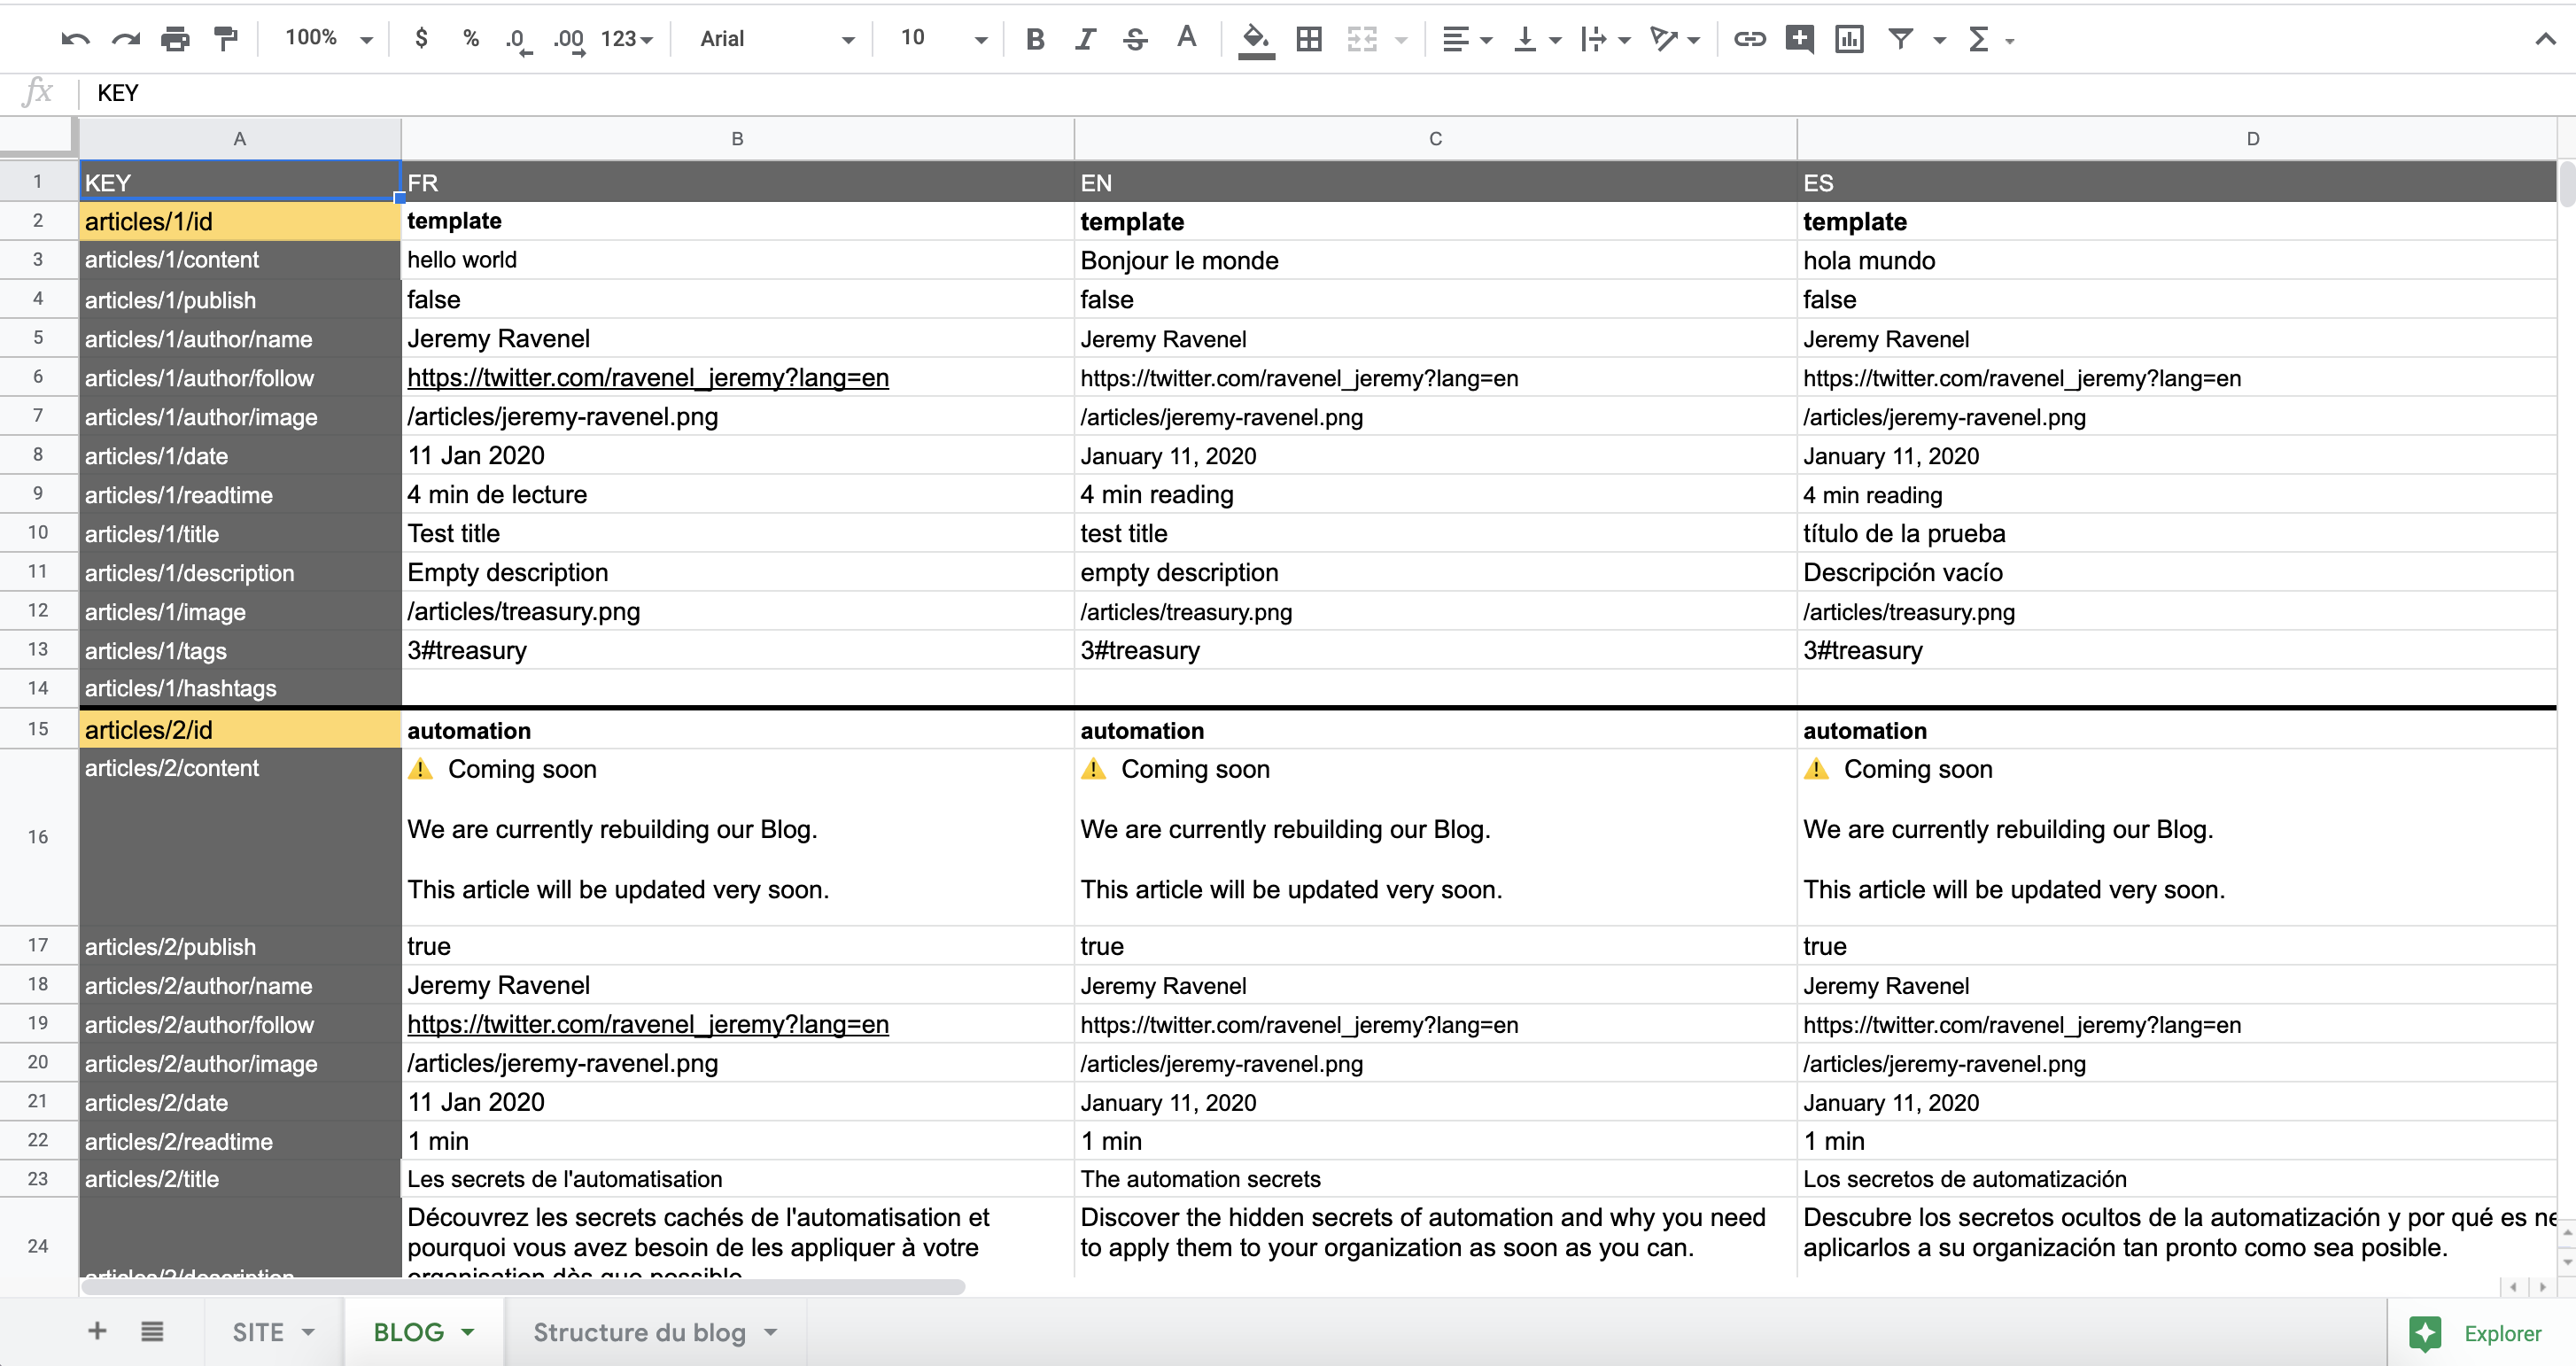 100% $ % .0 .00 123 Arial 10 B I S A
fx KEY
A B C D
1 KEY FR EN ES
2 articles/1/id template template template
3 articles/1/content hello world Bonjour le monde hola mundo
4 articles/1/publish false false false
5 articles/1/author/name Jeremy Ravenel Jeremy Ravenel Jeremy Ravenel
6 articles/1/author/follow https://twitter.com/ravenel_jeremy?lang=en https://twitter.com/ravenel_jeremy?lang=en https://twitter.com/ravenel_jeremy?lang=en
7 articles/1/author/image /articles/jeremy-ravenel.png /articles/jeremy-ravenel.png /articles/jeremy-ravenel.png
8 articles/1/date 11 Jan 2020 January 11, 2020 January 11, 2020
9 articles/1/readtime 4 min de lecture 4 min reading 4 min reading
10 articles/1/title Test title test title título de la prueba
11 articles/1/description Empty description empty description Descripción vacío
12 articles/1/image /articles/treasury.png /articles/treasury.png /articles/treasury.png
13 articles/1/tags 3#treasury 3#treasury 3#treasury
14 articles/1/hashtags
15 articles/2/id automation automation automation
articles/2/content ⚠️ Coming soon ⚠️ Coming soon ⚠️ Coming soon
16 We are currently rebuilding our Blog. We are currently rebuilding our Blog. We are currently rebuilding our Blog.
This article will be updated very soon. This article will be updated very soon. This article will be updated very soon.
17 articles/2/publish true true true
18 articles/2/author/name Jeremy Ravenel Jeremy Ravenel Jeremy Ravenel
19 articles/2/author/follow https://twitter.com/ravenel_jeremy?lang=en https://twitter.com/ravenel_jeremy?lang=en https://twitter.com/ravenel_jeremy?lang=en
20 articles/2/author/image /articles/jeremy-ravenel.png /articles/jeremy-ravenel.png /articles/jeremy-ravenel.png
21 articles/2/date 11 Jan 2020 January 11, 2020 January 11, 2020
22 articles/2/readtime 1 min 1 min 1 min
23 articles/2/title Les secrets de l'automatisation The automation secrets Los secretos de automatización
Découvrez les secrets cachés de l'automatisation et Discover the hidden secrets of automation and why you need Descubre los secretos ocultos de la automatización y por qué es ne
24 pourquoi vous avez besoin de les appliquer à votre to apply them to your organization as soon as you can. aplicarlos a su organización tan pronto como sea posible.
articles/2/description organisation dès que possible
SITE BLOG Structure du blog Explorer